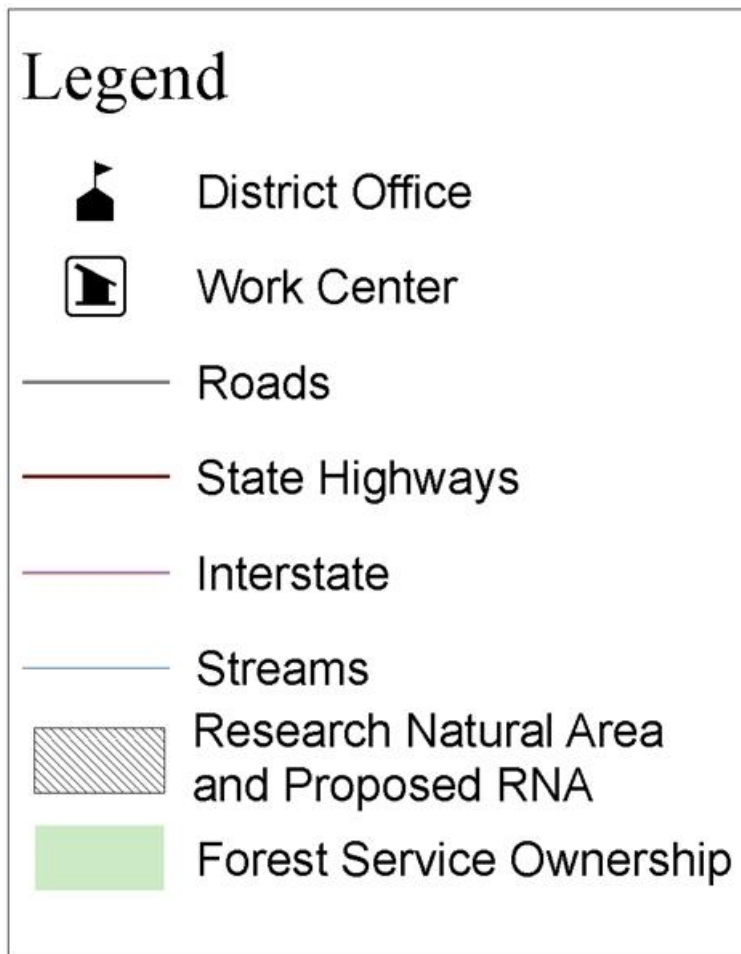 Legend
District Office
Work Center
Roads
State Highways
Interstate
Streams
Research Natural Area
and Proposed RNA
Forest Service Ownership